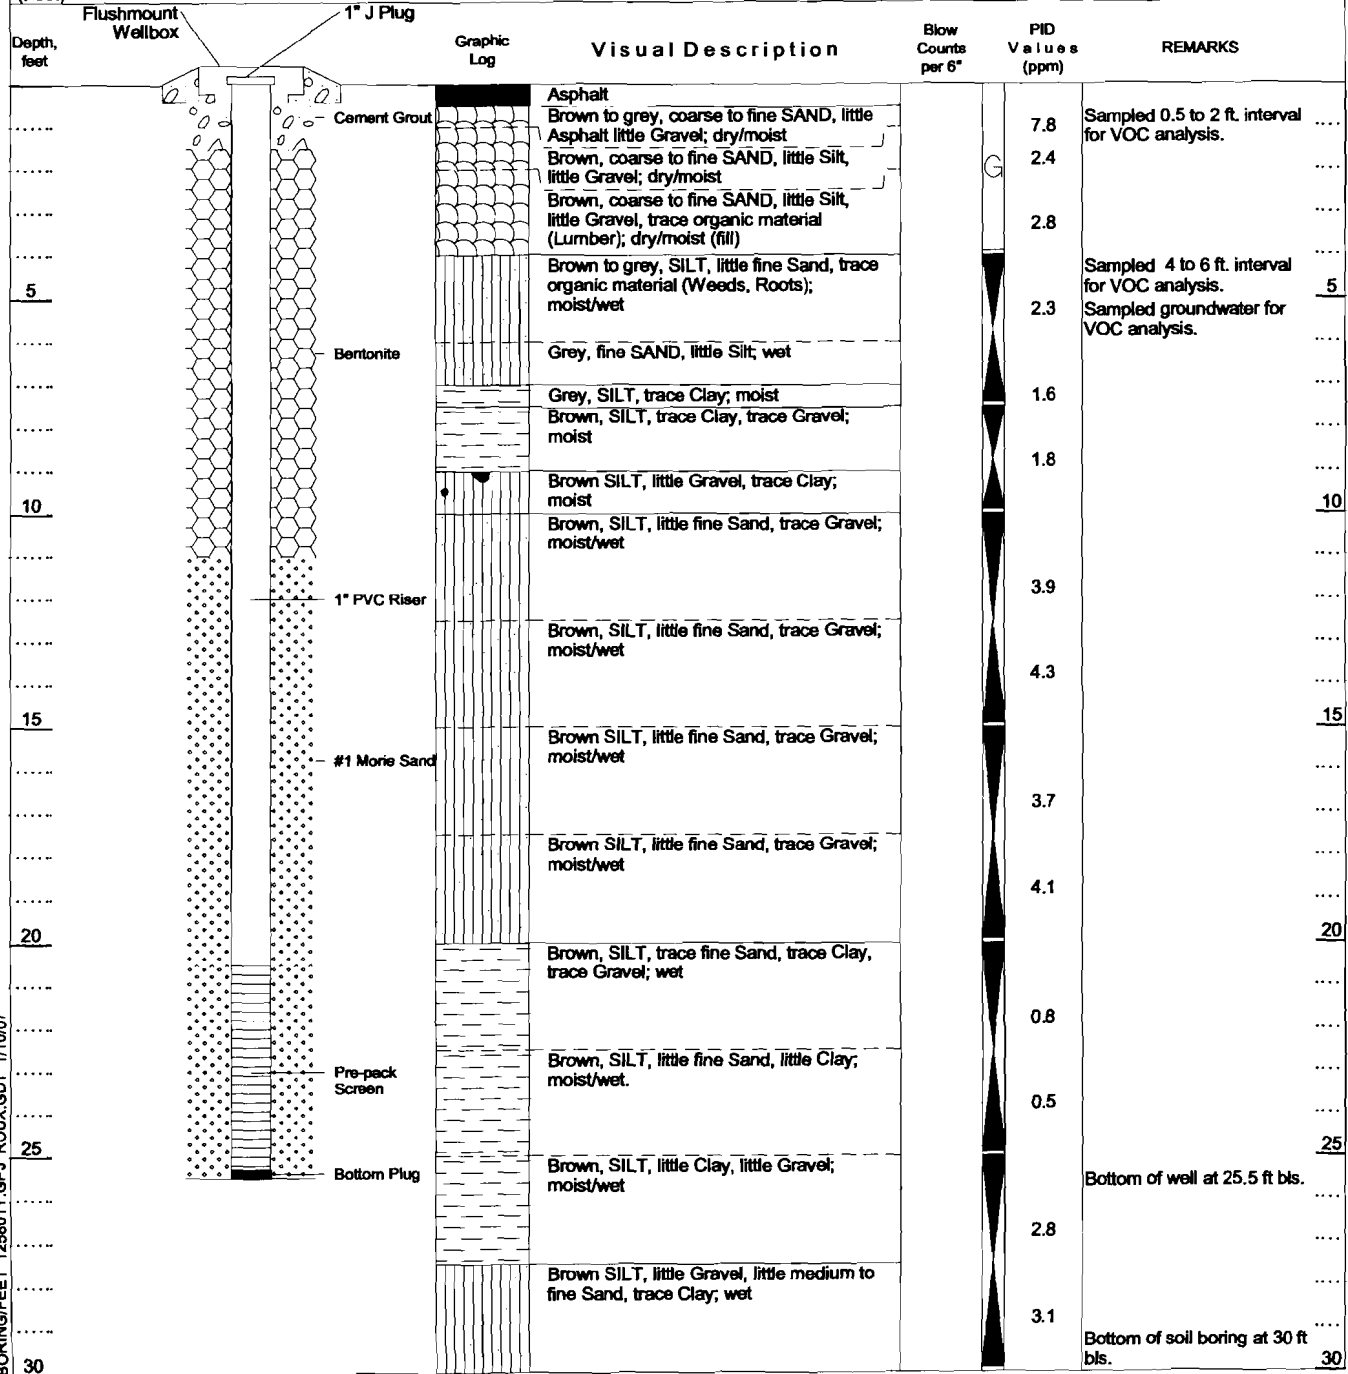 Flushmount
Wellbox
1" J Plug
Depth,
feet
Graphic
Log
Visual Description
Blow
Counts
per 6"
PID
Values
(ppm)
REMARKS
Asphalt
Cement Grout
Brown to grey, coarse to fine SAND, little
Asphalt little Gravel; dry/moist
7.8
Sampled 0.5 to 2 ft. interval
for VOC analysis.
Brown, coarse to fine SAND, little Silt,
little Gravel; dry/moist
G
2.4
Brown, coarse to fine SAND, little Silt,
little Gravel, trace organic material
(Lumber); dry/moist (fill)
2.8
Brown to grey, SILT, little fine Sand, trace
organic material (Weeds, Roots);
moist/wet
Sampled 4 to 6 ft. interval
for VOC analysis.
5
5
2.3
Sampled groundwater for
VOC analysis.
Bentonite
Grey, fine SAND, little Silt; wet
Grey, SILT, trace Clay; moist
1.6
Brown, SILT, trace Clay, trace Gravel;
moist
1.8
Brown SILT, little Gravel, trace Clay;
moist
10
10
Brown, SILT, little fine Sand, trace Gravel;
moist/wet
3.9
1" PVC Riser
Brown, SILT, little fine Sand, trace Gravel;
moist/wet
4.3
15
15
Brown SILT, little fine Sand, trace Gravel;
moist/wet
#1 Morie Sand
3.7
Brown SILT, little fine Sand, trace Gravel;
moist/wet
4.1
20
20
Brown, SILT, trace fine Sand, trace Clay,
trace Gravel; wet
0.8
Brown, SILT, little fine Sand, little Clay;
moist/wet.
Pre-pack
Screen
0.5
25
25
Brown, SILT, little Clay, little Gravel;
moist/wet
Bottom Plug
Bottom of well at 25.5 ft bls.
2.8
Brown SILT, little Gravel, little medium to
fine Sand, trace Clay; wet
3.1
Bottom of soil boring at 30 ft
bls.
30
30